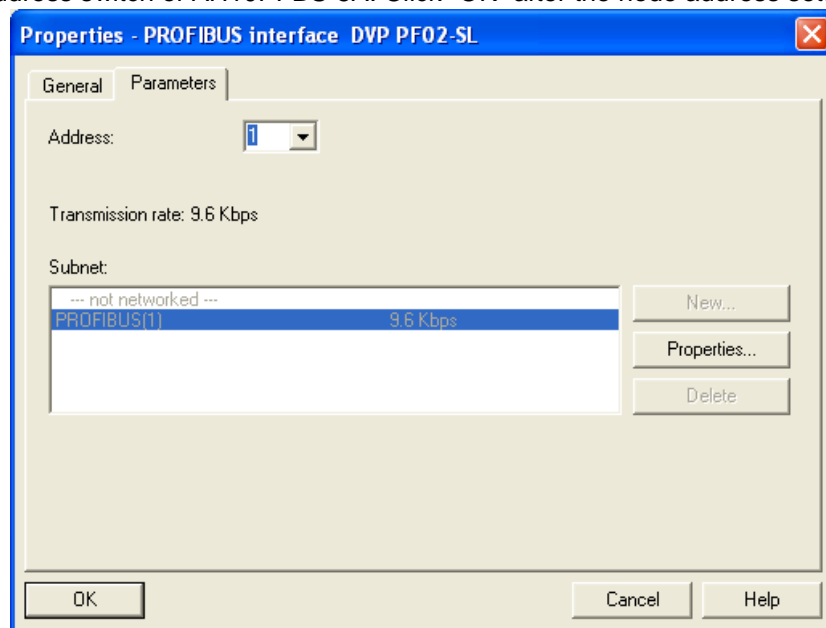 Properties - PROFIBUS interface DVP PF02-SL
General Parameters
Address: 1
Transmission rate: 9.6 Kbps
Subnet:
--- not networked ---
PROFIBUS(1) 9.6 Kbps
New...
Properties...
Delete
OK Cancel Help